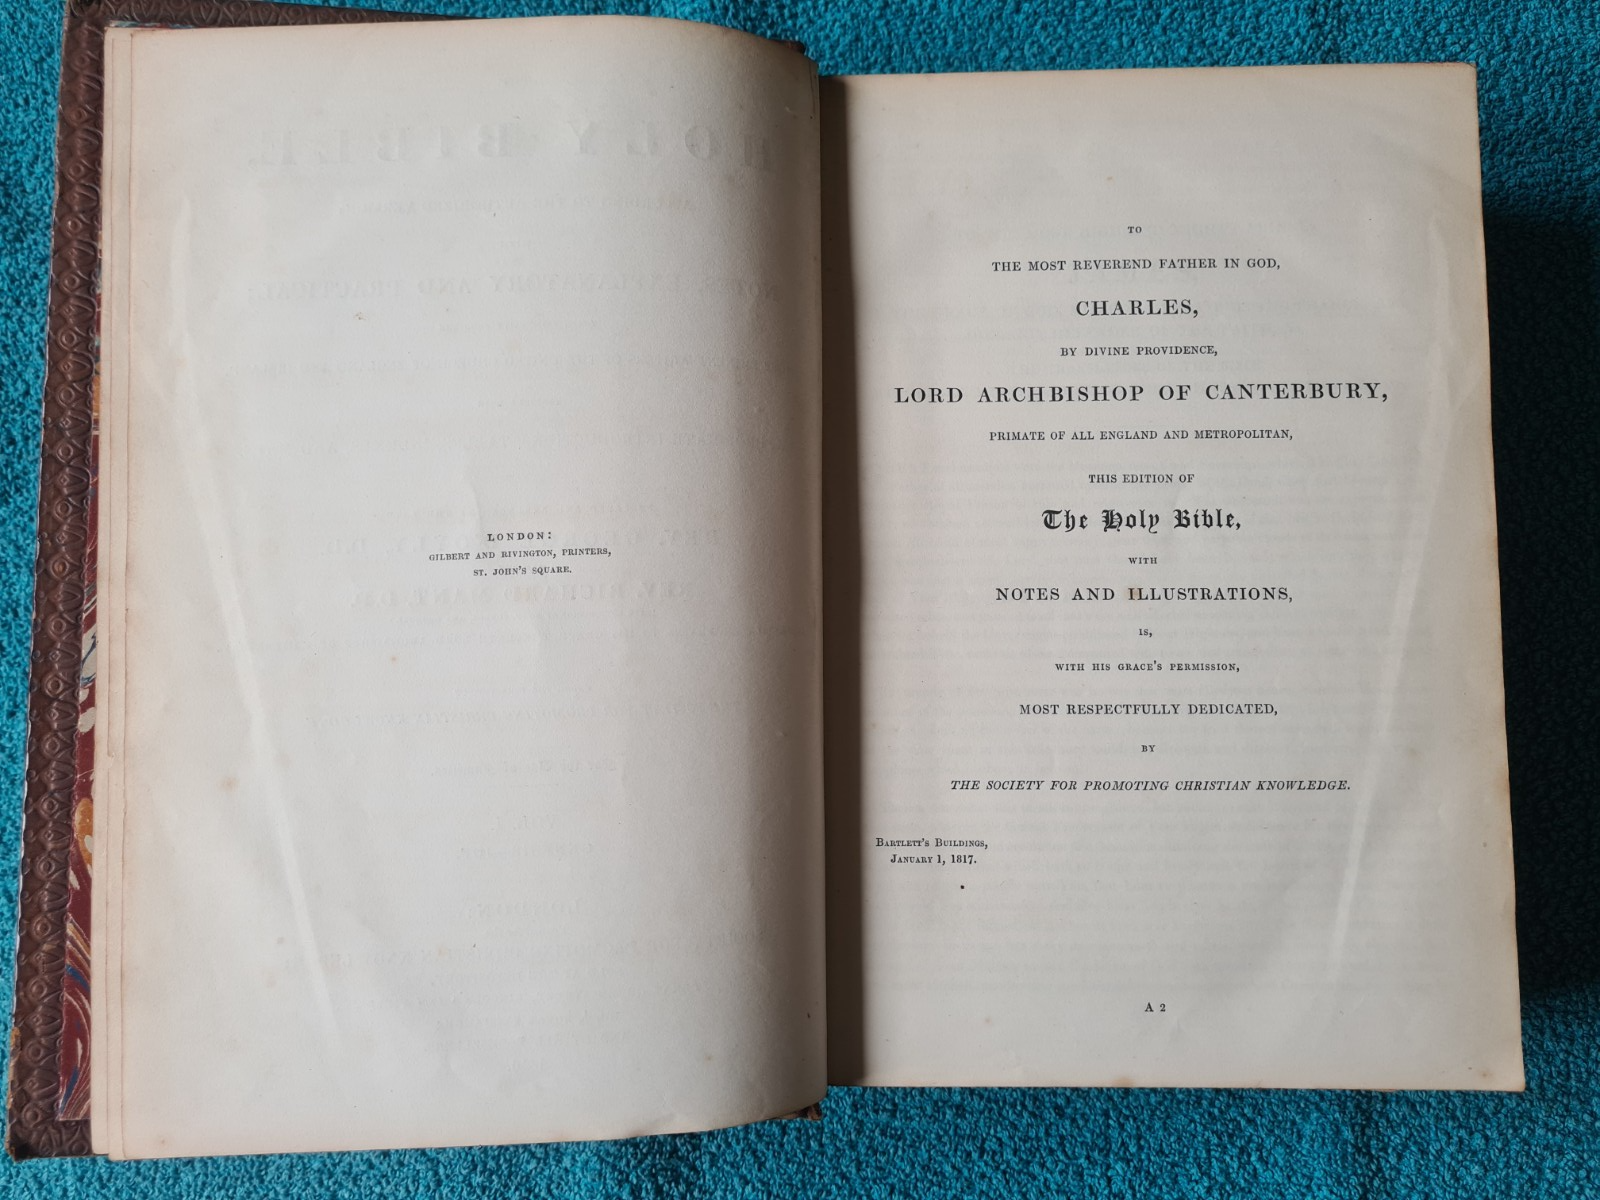 LONDON:
GILBERT AND RIVINGTON, PRINTERS,
ST. JOHN'S SQUARE.
TO
THE MOST REVEREND FATHER IN GOD,
CHARLES,
BY DIVINE PROVIDENCE,
LORD ARCHBISHOP OF CANTERBURY,
PRIMATE OF ALL ENGLAND AND METROPOLITAN,
THIS EDITION OF
The Holy Bible,
WITH
NOTES AND ILLUSTRATIONS,
IS,
WITH HIS GRACE'S PERMISSION,
MOST RESPECTFULLY DEDICATED,
BY
THE SOCIETY FOR PROMOTING CHRISTIAN KNOWLEDGE.
BARTLETT'S BUILDINGS,
JANUARY 1, 1817.
A 2